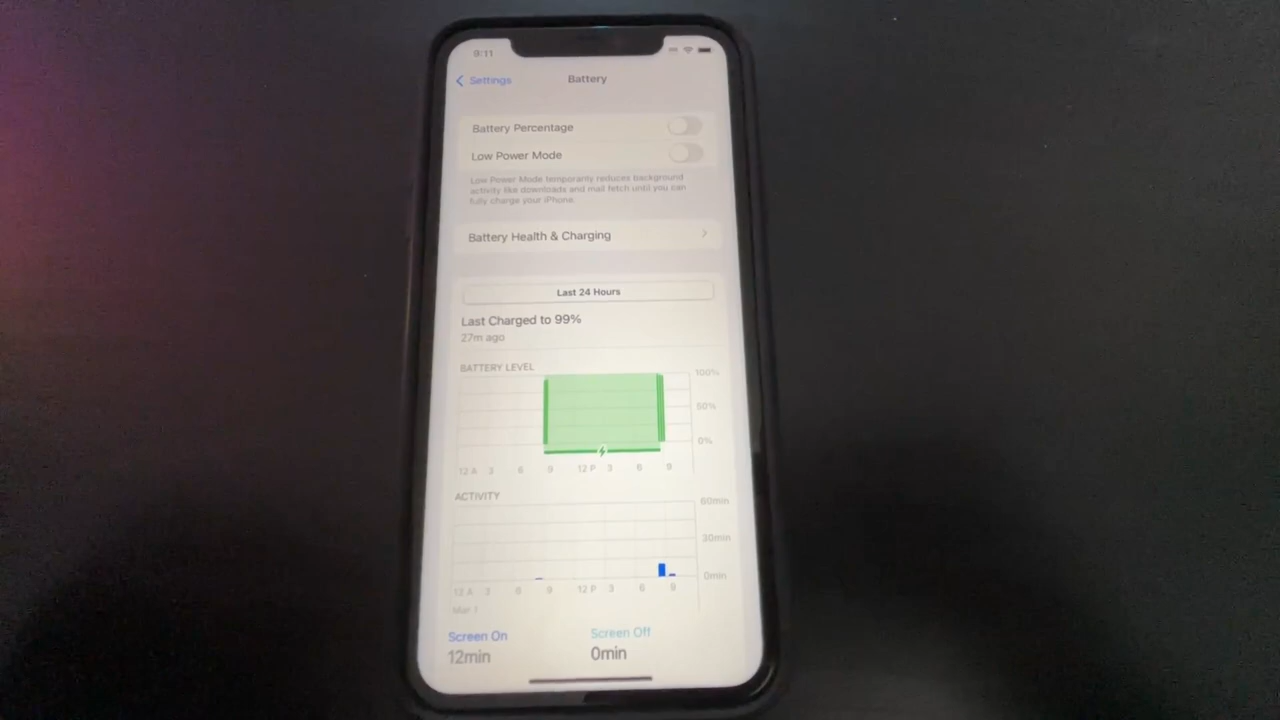 9:11
Settings
Battery
Battery Percentage
Low Power Mode
Low Power Mode temporarily reduces background
activity like downloads and mail fetch until you can
fully charge your iPhone.
Battery Health & Charging
Last 24 Hours
Last Charged to 99%
27m ago
BATTERY LEVEL
100%
50%
0%
12 A 3 6 9 12 P 3 6 9
ACTIVITY
60min
30min
0min
12 A 3 6 9 12 P 3 6 9
Mar 1
Screen On
Screen Off
12min
0min